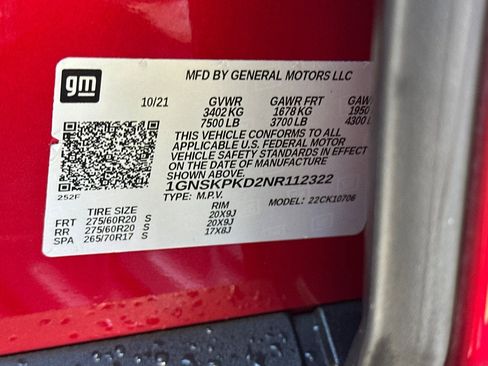 gm
MFD BY GENERAL MOTORS LLC
10/21 GVWR GAWR FRT
3402 KG 1678 KG 1950
7500 LB 3700 LB 4300
THIS VEHICLE CONFORMS TO ALL
APPLICABLE U.S. FEDERAL MOTOR
VEHICLE SAFETY STANDARDS IN EFFECT
ON THE DATE OF MANUFACTURE
SHOWN ABOVE.
1GNSKPKD2NR112322
252F TYPE: M.P.V. MODEL: 22CK10706
TIRE SIZE RIM
FRT 275/60R20 S 20X9J
RR 275/60R20 S 20X9J
SPA 265/70R17 S 17X8J